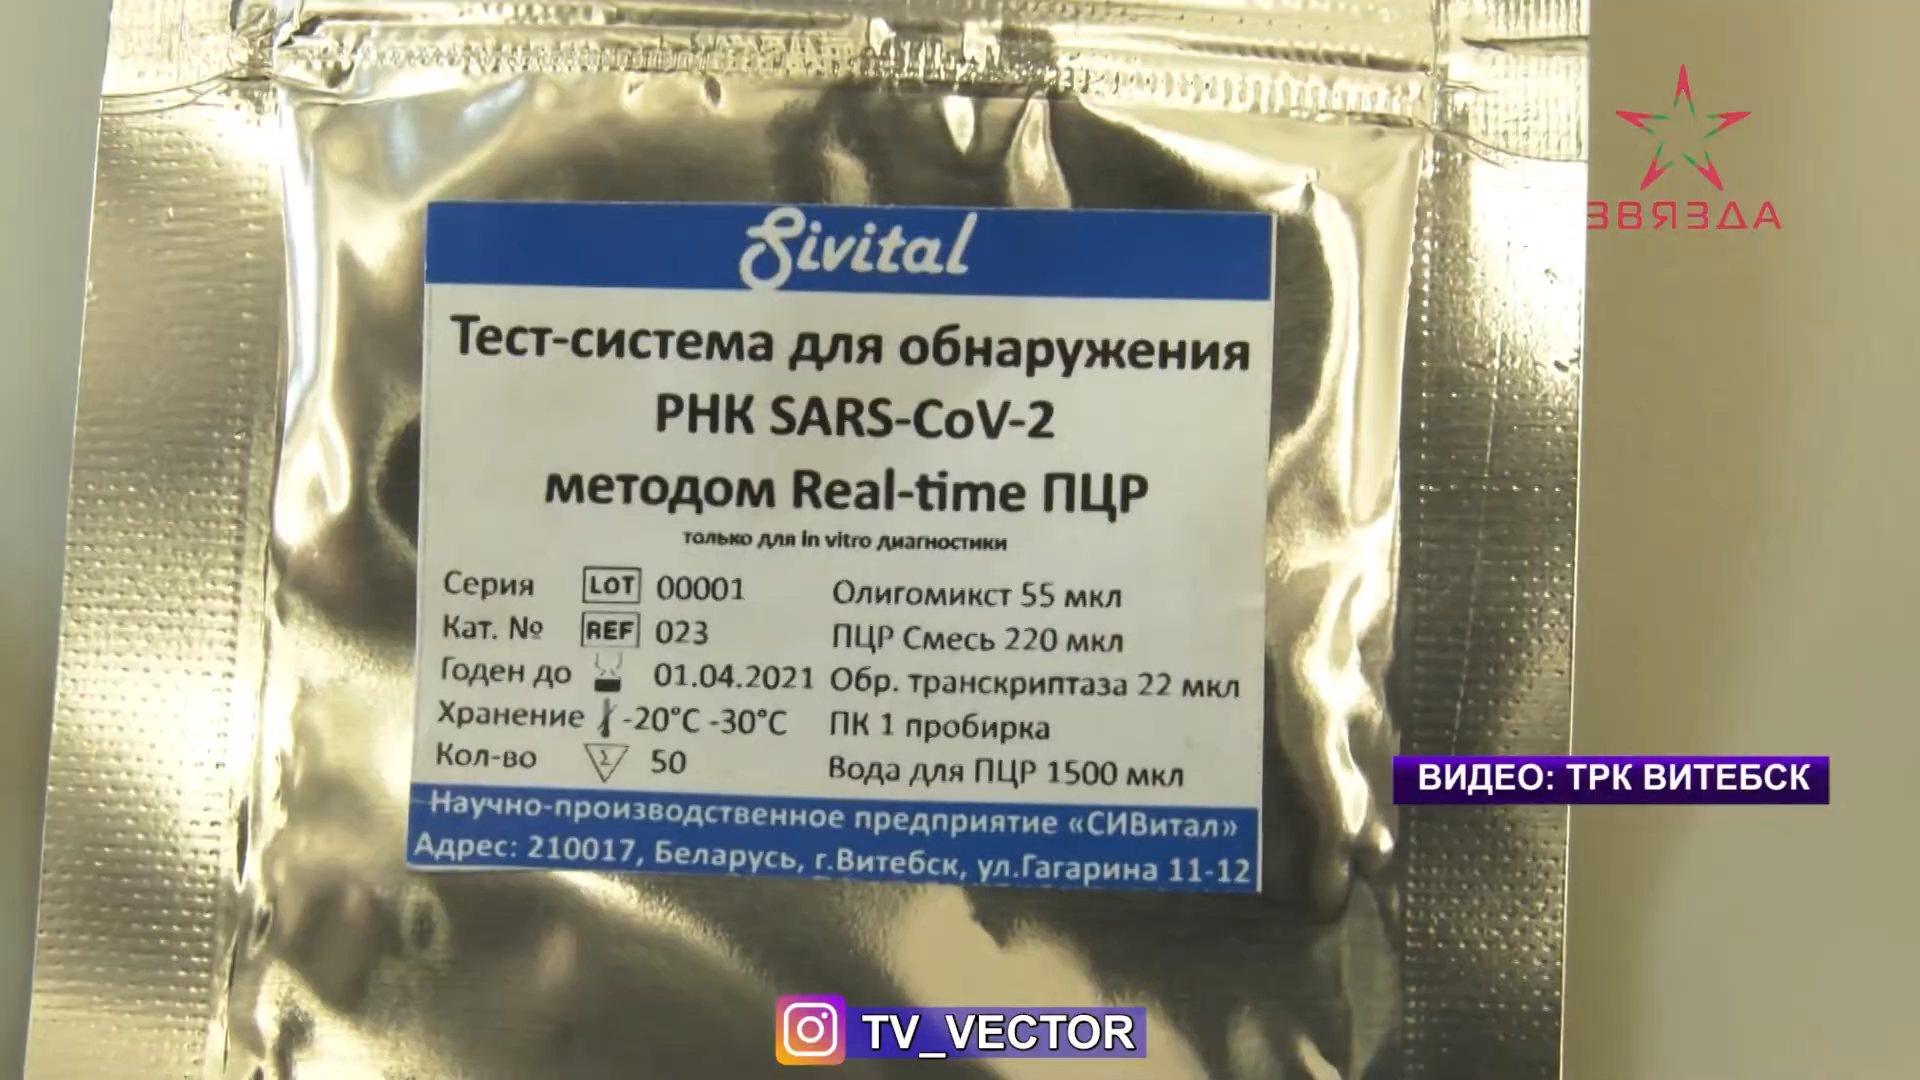 Sivital
Тест-система для обнаружения
РНК SARS-CoV-2
методом Real-time ПЦР
только для in vitro диагностики
Серия LOT 00001 Олигомикст 55 мкл
Кат. № REF 023 ПЦР Смесь 220 мкл
Годен до 01.04.2021 Обр. транскриптаза 22 мкл
Хранение -20°C -30°C ПК 1 пробирка
Кол-во Σ 50 Вода для ПЦР 1500 мкл
Научно-производственное предприятие «СИВитал»
Адрес: 210017, Беларусь, г.Витебск, ул.Гагарина 11-12
ЗВЯЗДА
ВИДЕО: ТРК ВИТЕБСК
TV_VECTOR